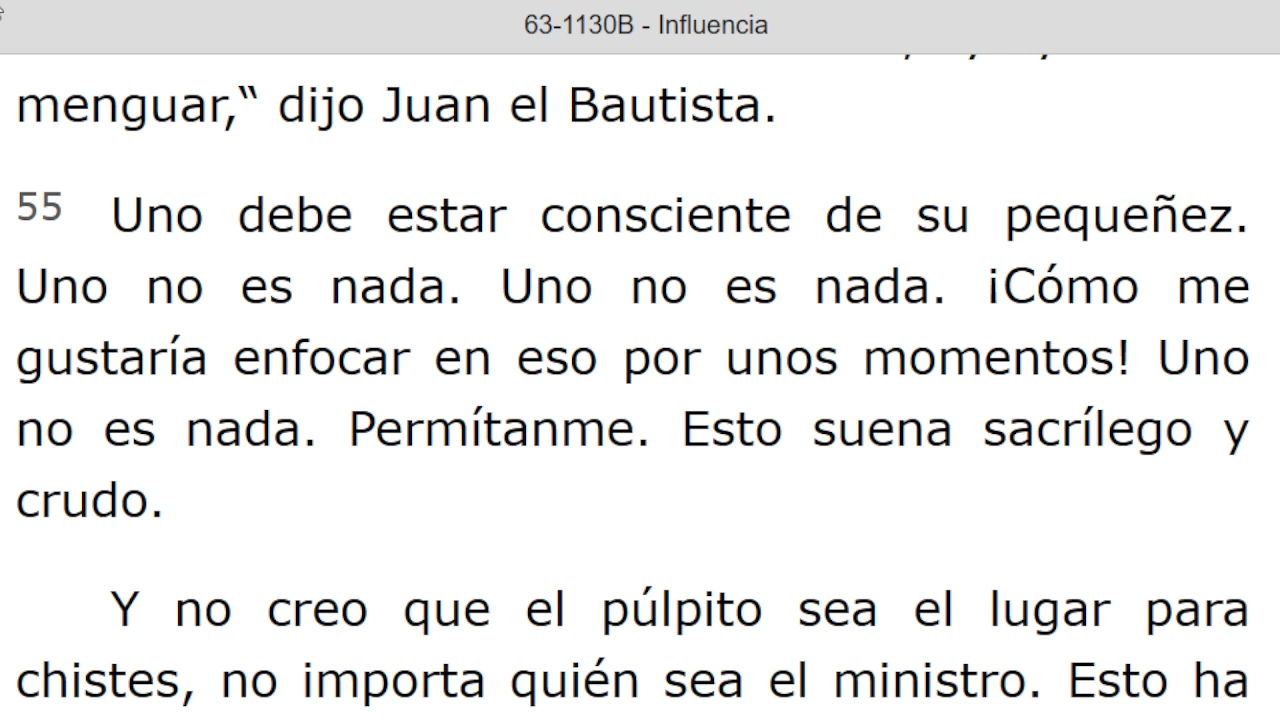 63-1130B - Influencia
menguar,“ dijo Juan el Bautista.
55 Uno debe estar consciente de su pequeñez.
Uno no es nada. Uno no es nada. ¡Cómo me
gustaría enfocar en eso por unos momentos! Uno
no es nada. Permítanme. Esto suena sacrílego y
crudo.
Y no creo que el púlpito sea el lugar para
chistes, no importa quién sea el ministro. Esto ha